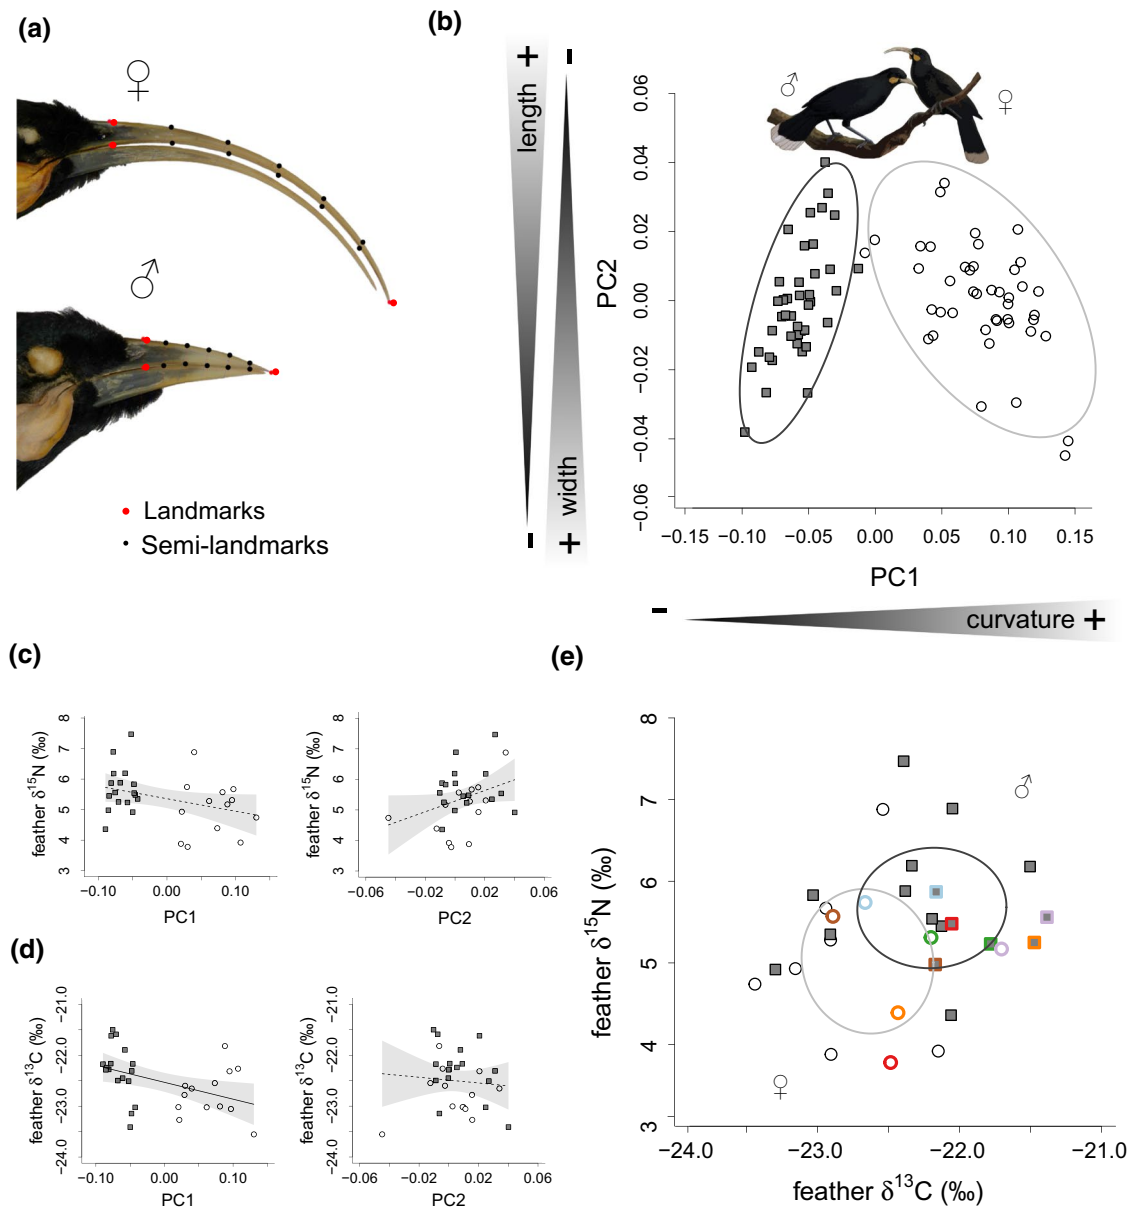 (a)
♀
♂
Landmarks
Semi-landmarks
(b)
+ −
length
width
− +
♂
♀
PC2
0.06
0.04
0.02
0.00
−0.02
−0.04
−0.06
−0.15 −0.10 −0.05 0.00 0.05 0.10 0.15
PC1
− curvature +
(c)
feather δ15N (‰)
8
7
6
5
4
3
−0.10 0.00 0.10
PC1
feather δ15N (‰)
8
7
6
5
4
3
−0.06 −0.02 0.02 0.06
PC2
(d)
feather δ13C (‰)
−21.0
−22.0
−23.0
−24.0
−0.10 0.00 0.10
PC1
feather δ13C (‰)
−21.0
−22.0
−23.0
−24.0
−0.06 −0.02 0.02 0.06
PC2
(e)
feather δ15N (‰)
8
7
6
5
4
3
♂
♀
−24.0 −23.0 −22.0 −21.0
feather δ13C (‰)